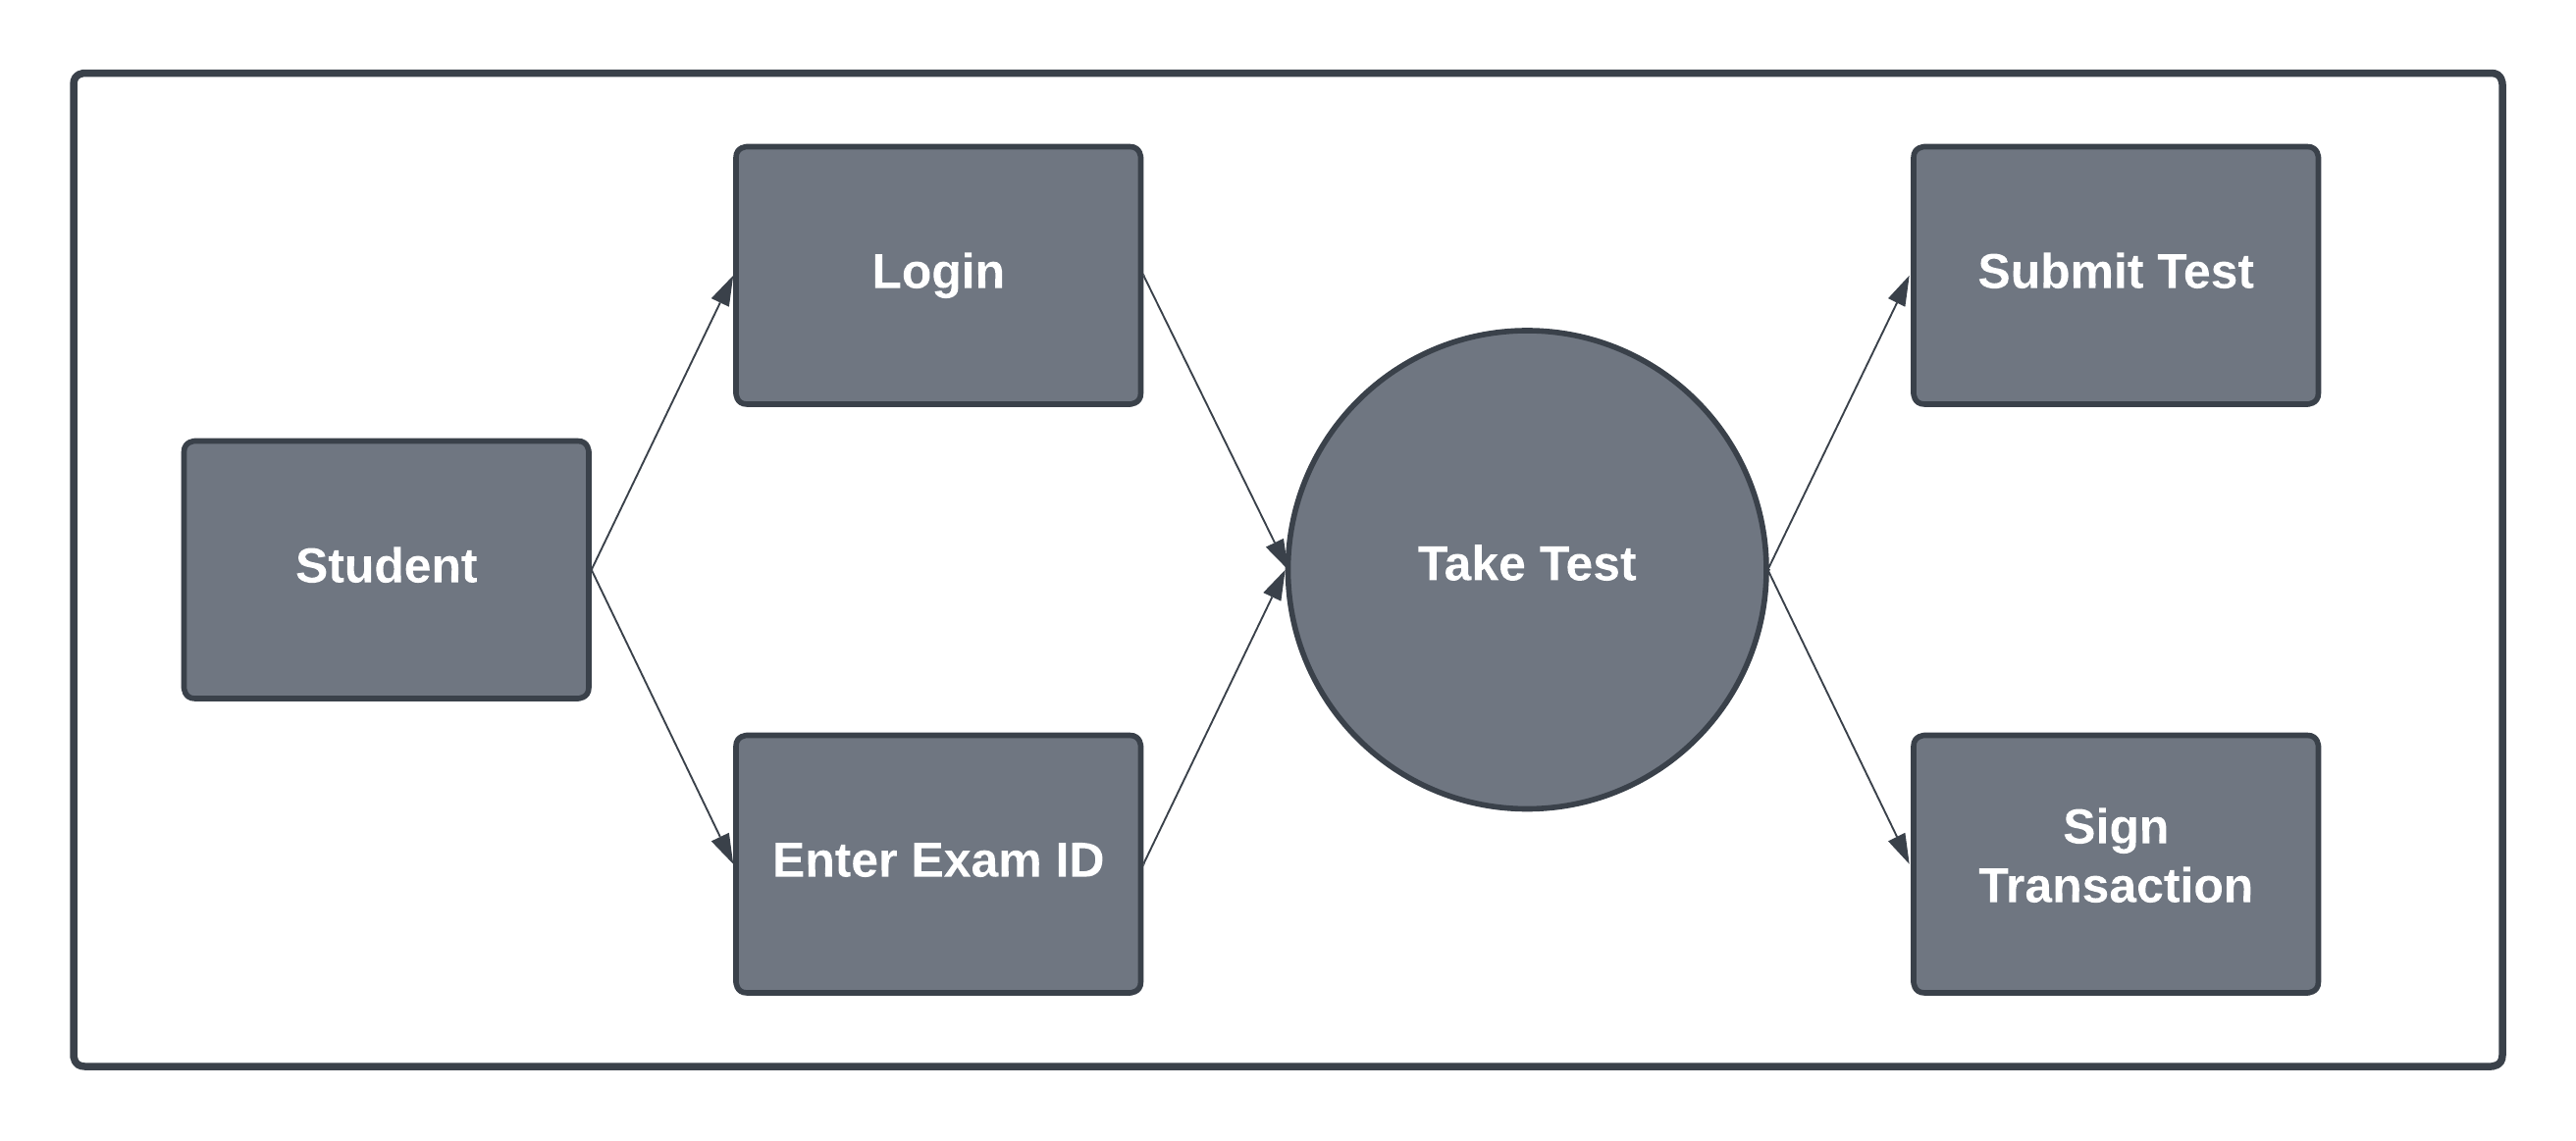 Student
Login
Enter Exam ID
Take Test
Submit Test
Sign
Transaction